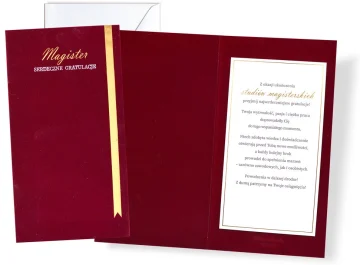 Magister
SERDECZNE GRATULACJE
Z okazji ukończenia
Studiów magisterskich
przyjmij najserdeczniejsze gratulacje!
Twoja wytrwałość, pasja i ciężka praca
doprowadziły Cię
do tego wspaniałego momentu.
Niech zdobyta wiedza i doświadczenie
otwierają przed Tobą nowe możliwości,
a każdy kolejny krok
prowadzi do spełnienia marzeń
– zarówno zawodowych, jak i osobistych.
Powodzenia w dalszej drodze!
Z dumą patrzymy na Twoje osiągnięcia!